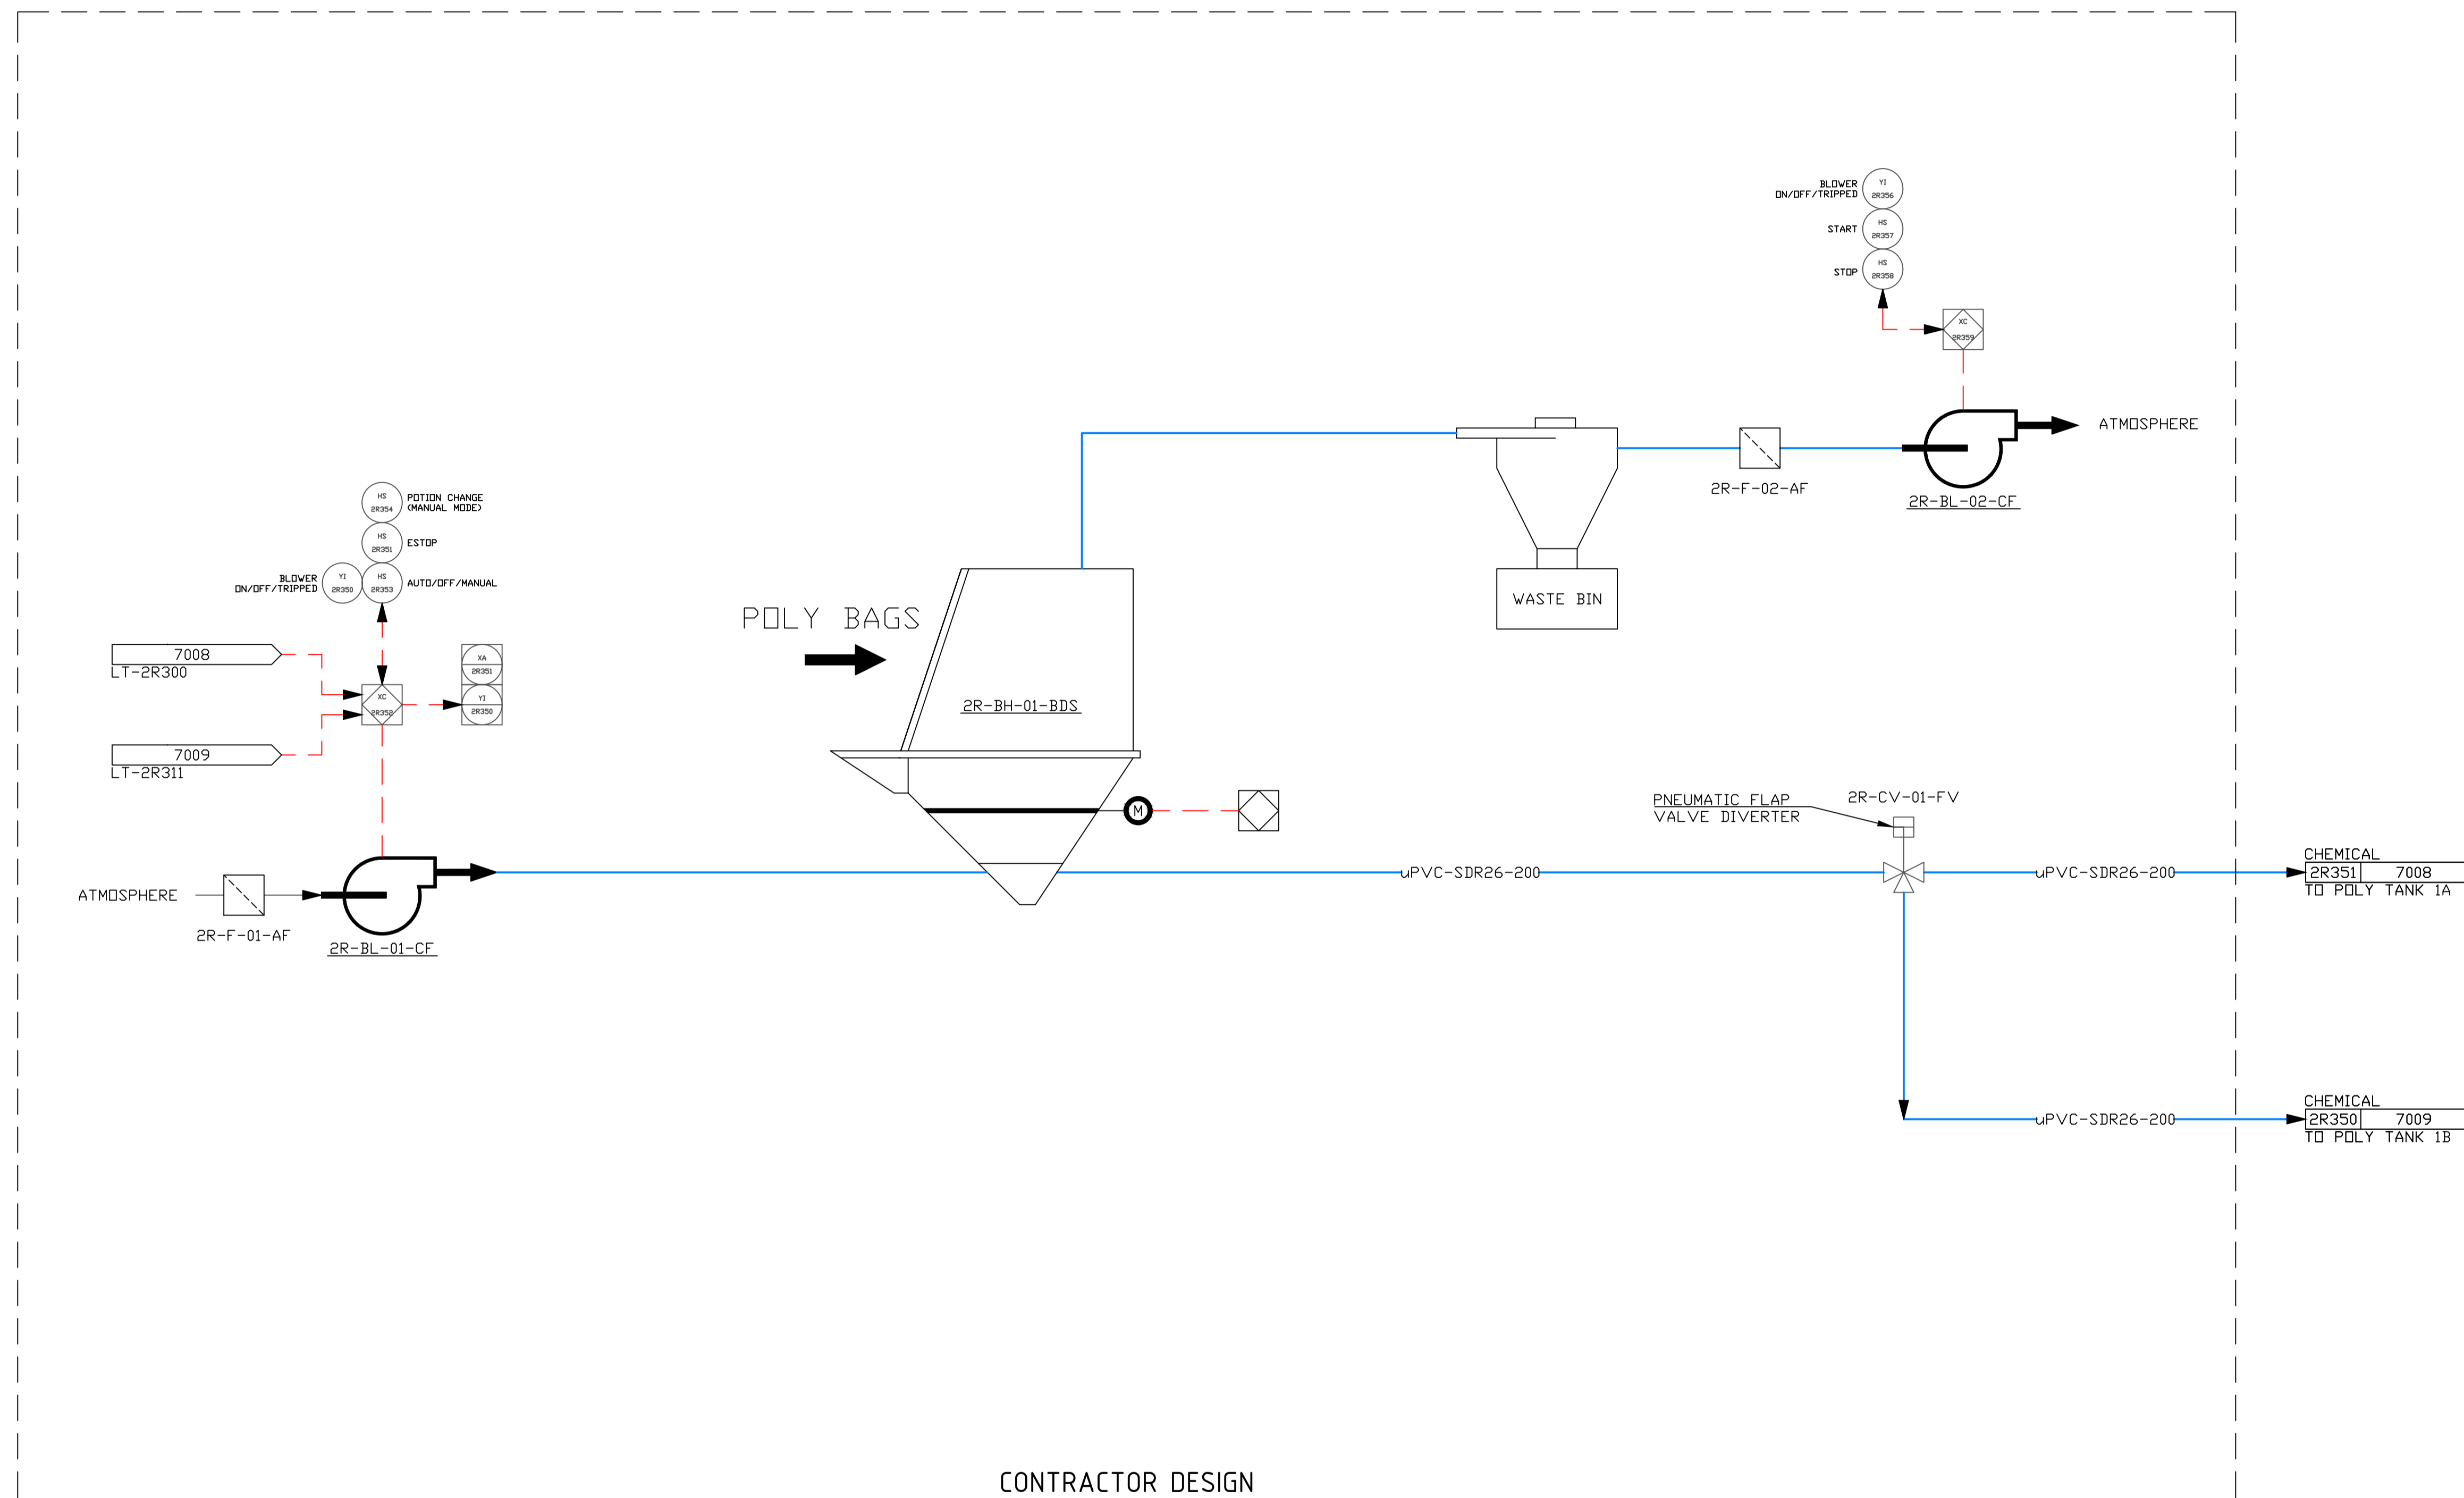 BLOWER
ON/OFF/TRIPPED
YI
2R356
START
HS
2R357
STOP
HS
2R358
XC
2R359
ATMOSPHERE
2R-F-02-AF
2R-BL-02-CF
WASTE BIN
HS
2R354
POTION CHANGE
(MANUAL MODE)
HS
2R351
ESTOP
BLOWER
ON/OFF/TRIPPED
YI
2R350
HS
2R353
AUTO/OFF/MANUAL
7008
LT-2R300
XC
2R352
XA
2R351
YI
2R350
7009
LT-2R311
POLY BAGS
2R-BH-01-BDS
M
ATMOSPHERE
2R-F-01-AF
2R-BL-01-CF
uPVC-SDR26-200
PNEUMATIC FLAP
VALVE DIVERTER
2R-CV-01-FV
uPVC-SDR26-200
CHEMICAL
2R351 7008
TO POLY TANK 1A
uPVC-SDR26-200
CHEMICAL
2R350 7009
TO POLY TANK 1B
CONTRACTOR DESIGN